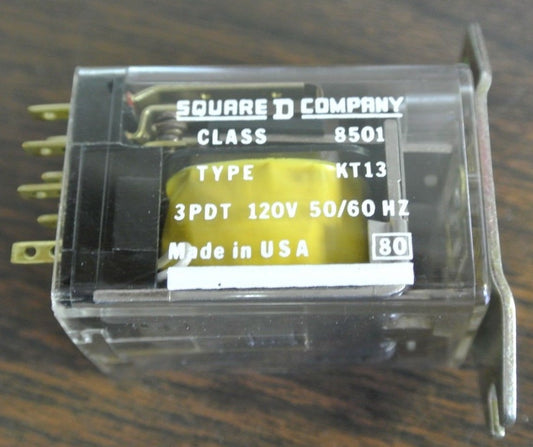 SQUARE D COMPANY
CLASS 8501
TYPE KT13
3PDT 120V 50/60 HZ
Made in USA 80